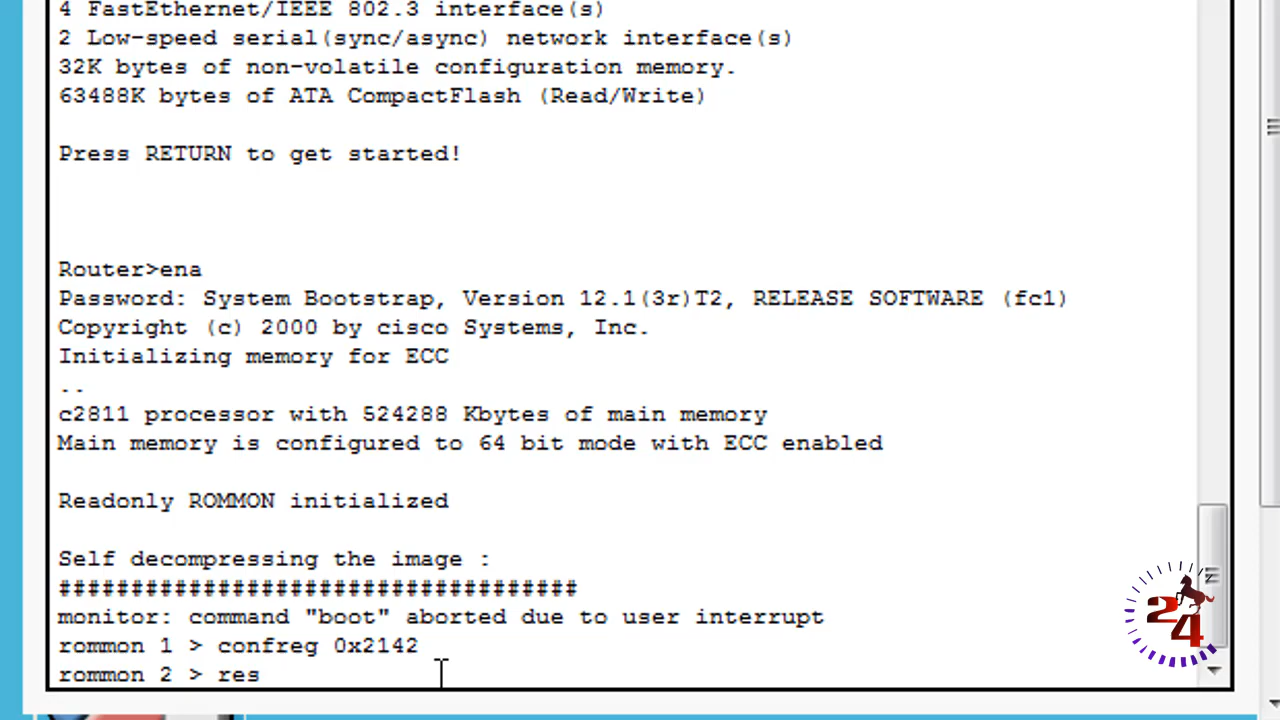 4 FastEthernet/IEEE 802.3 interface(s)
2 Low-speed serial(sync/async) network interface(s)
32K bytes of non-volatile configuration memory.
63488K bytes of ATA CompactFlash (Read/Write)
Press RETURN to get started!
Router>ena
Password: System Bootstrap, Version 12.1(3r)T2, RELEASE SOFTWARE (fc1)
Copyright (c) 2000 by cisco Systems, Inc.
Initializing memory for ECC
..
c2811 processor with 524288 Kbytes of main memory
Main memory is configured to 64 bit mode with ECC enabled
Readonly ROMMON initialized
Self decompressing the image :
####################################
monitor: command "boot" aborted due to user interrupt
rommon 1 > confreg 0x2142
rommon 2 > res
24